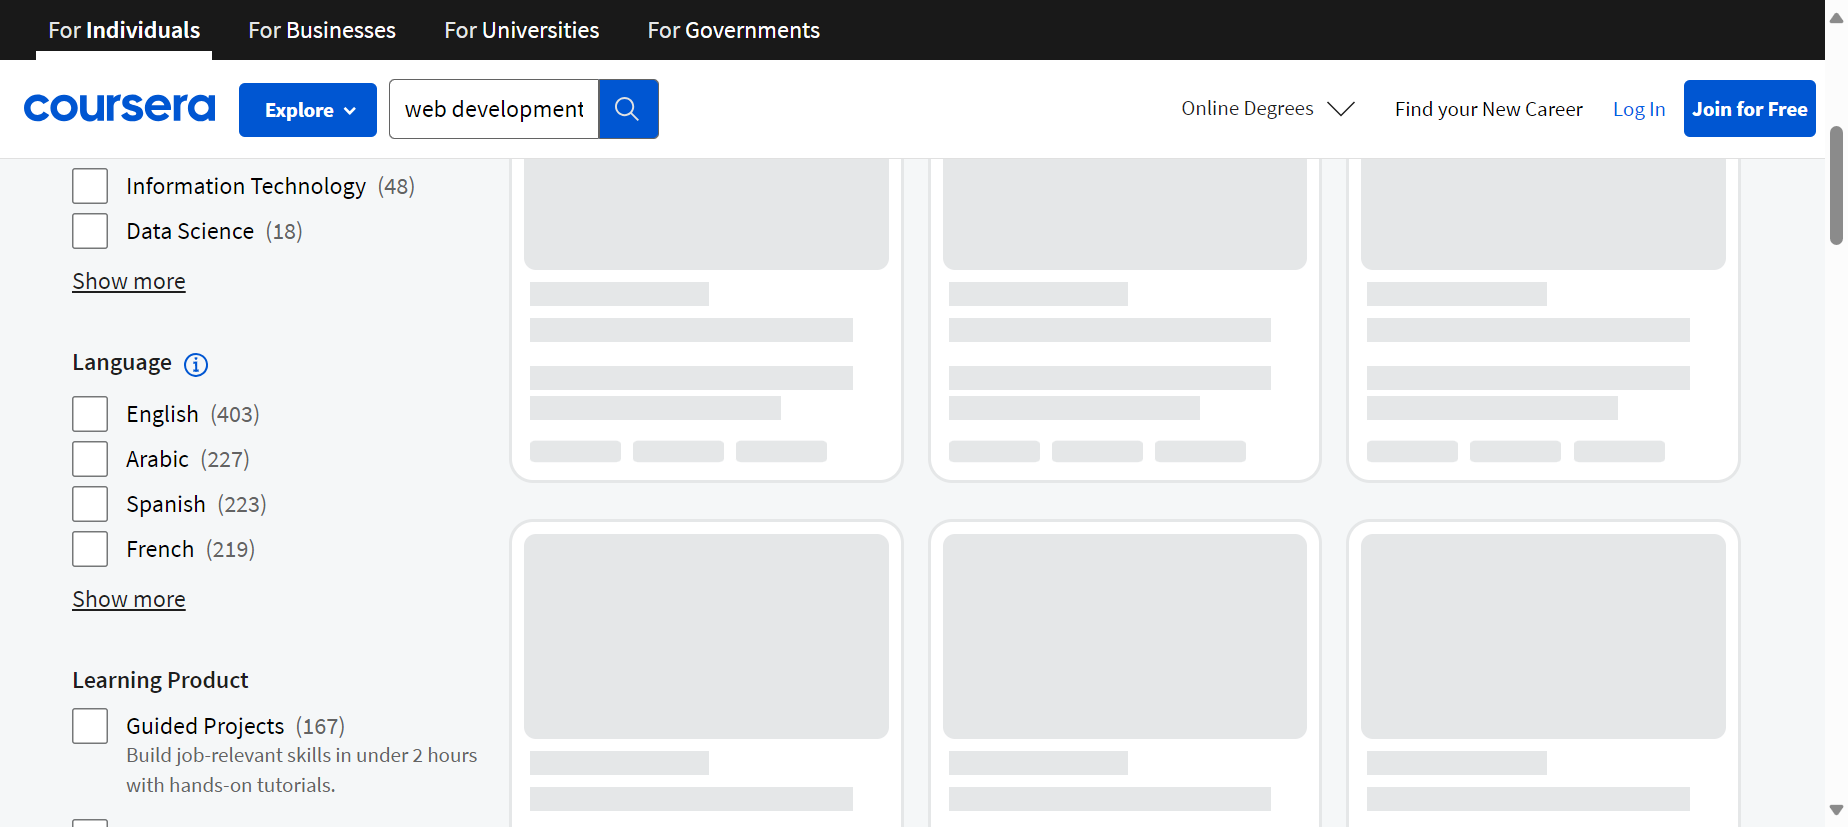 For Individuals For Businesses For Universities For Governments
coursera Explore web development Online Degrees Find your New Career Log In Join for Free
Information Technology (48)
Data Science (18)
Show more
Language
English (403)
Arabic (227)
Spanish (223)
French (219)
Show more
Learning Product
Guided Projects (167)
Build job-relevant skills in under 2 hours
with hands-on tutorials.